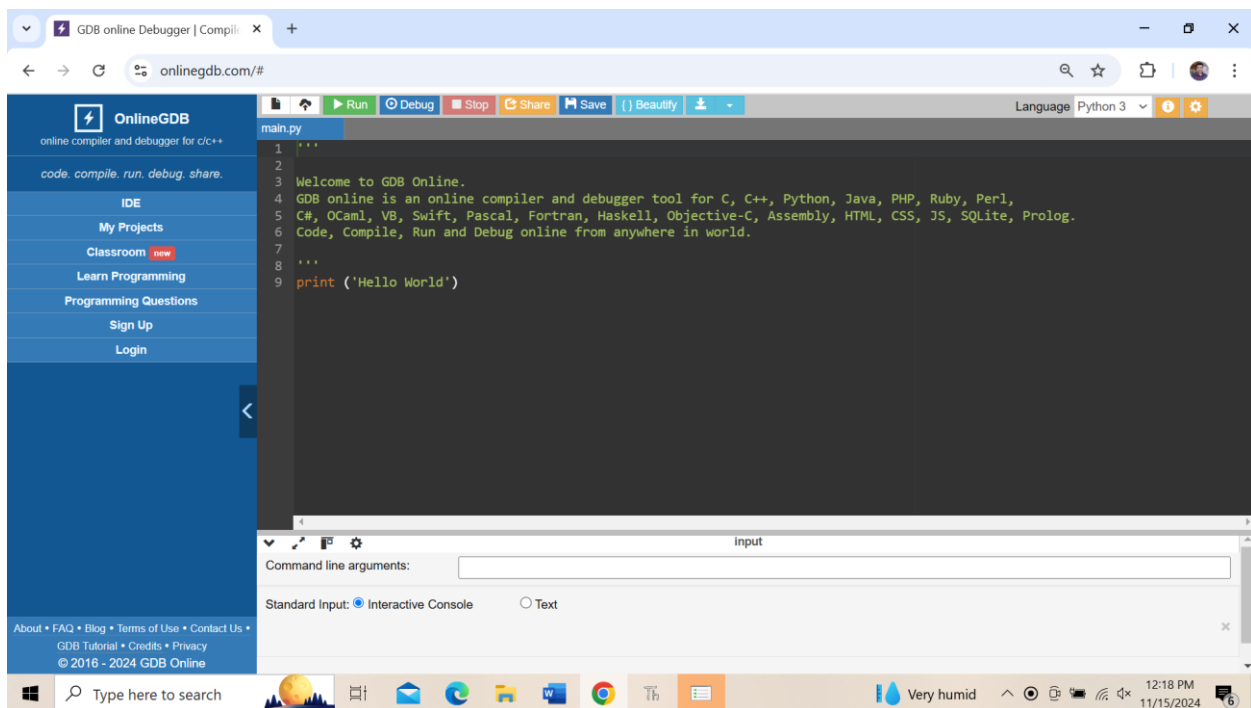 GDB online Debugger | Compile
onlinegdb.com/#
OnlineGDB
online compiler and debugger for c/c++
code. compile. run. debug. share.
IDE
My Projects
Classroom new
Learn Programming
Programming Questions
Sign Up
Login
About • FAQ • Blog • Terms of Use • Contact Us •
GDB Tutorial • Credits • Privacy
© 2016 - 2024 GDB Online
Run Debug Stop Share Save { } Beautify Language Python 3
main.py
1 '''
2
3 Welcome to GDB Online.
4 GDB online is an online compiler and debugger tool for C, C++, Python, Java, PHP, Ruby, Perl,
5 C#, OCaml, VB, Swift, Pascal, Fortran, Haskell, Objective-C, Assembly, HTML, CSS, JS, SQLite, Prolog.
6 Code, Compile, Run and Debug online from anywhere in world.
7
8 '''
9 print ('Hello World')
input
Command line arguments:
Standard Input: Interactive Console Text
Type here to search Very humid 12:18 PM
11/15/2024 6